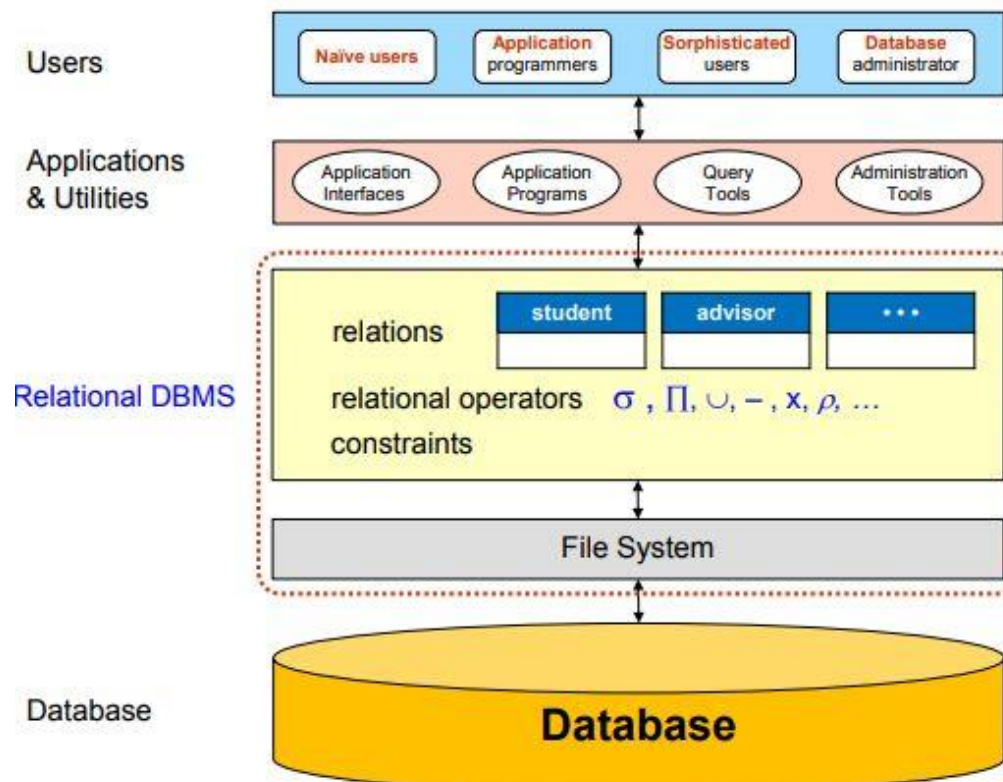 Users
Naïve users
Application
programmers
Sorphisticated
users
Database
administrator
Applications
& Utilities
Application
Interfaces
Application
Programs
Query
Tools
Administration
Tools
Relational DBMS
relations
student
advisor
• • •
relational operators σ , ∏, ∪, – , x, ρ, …
constraints
File System
Database
Database